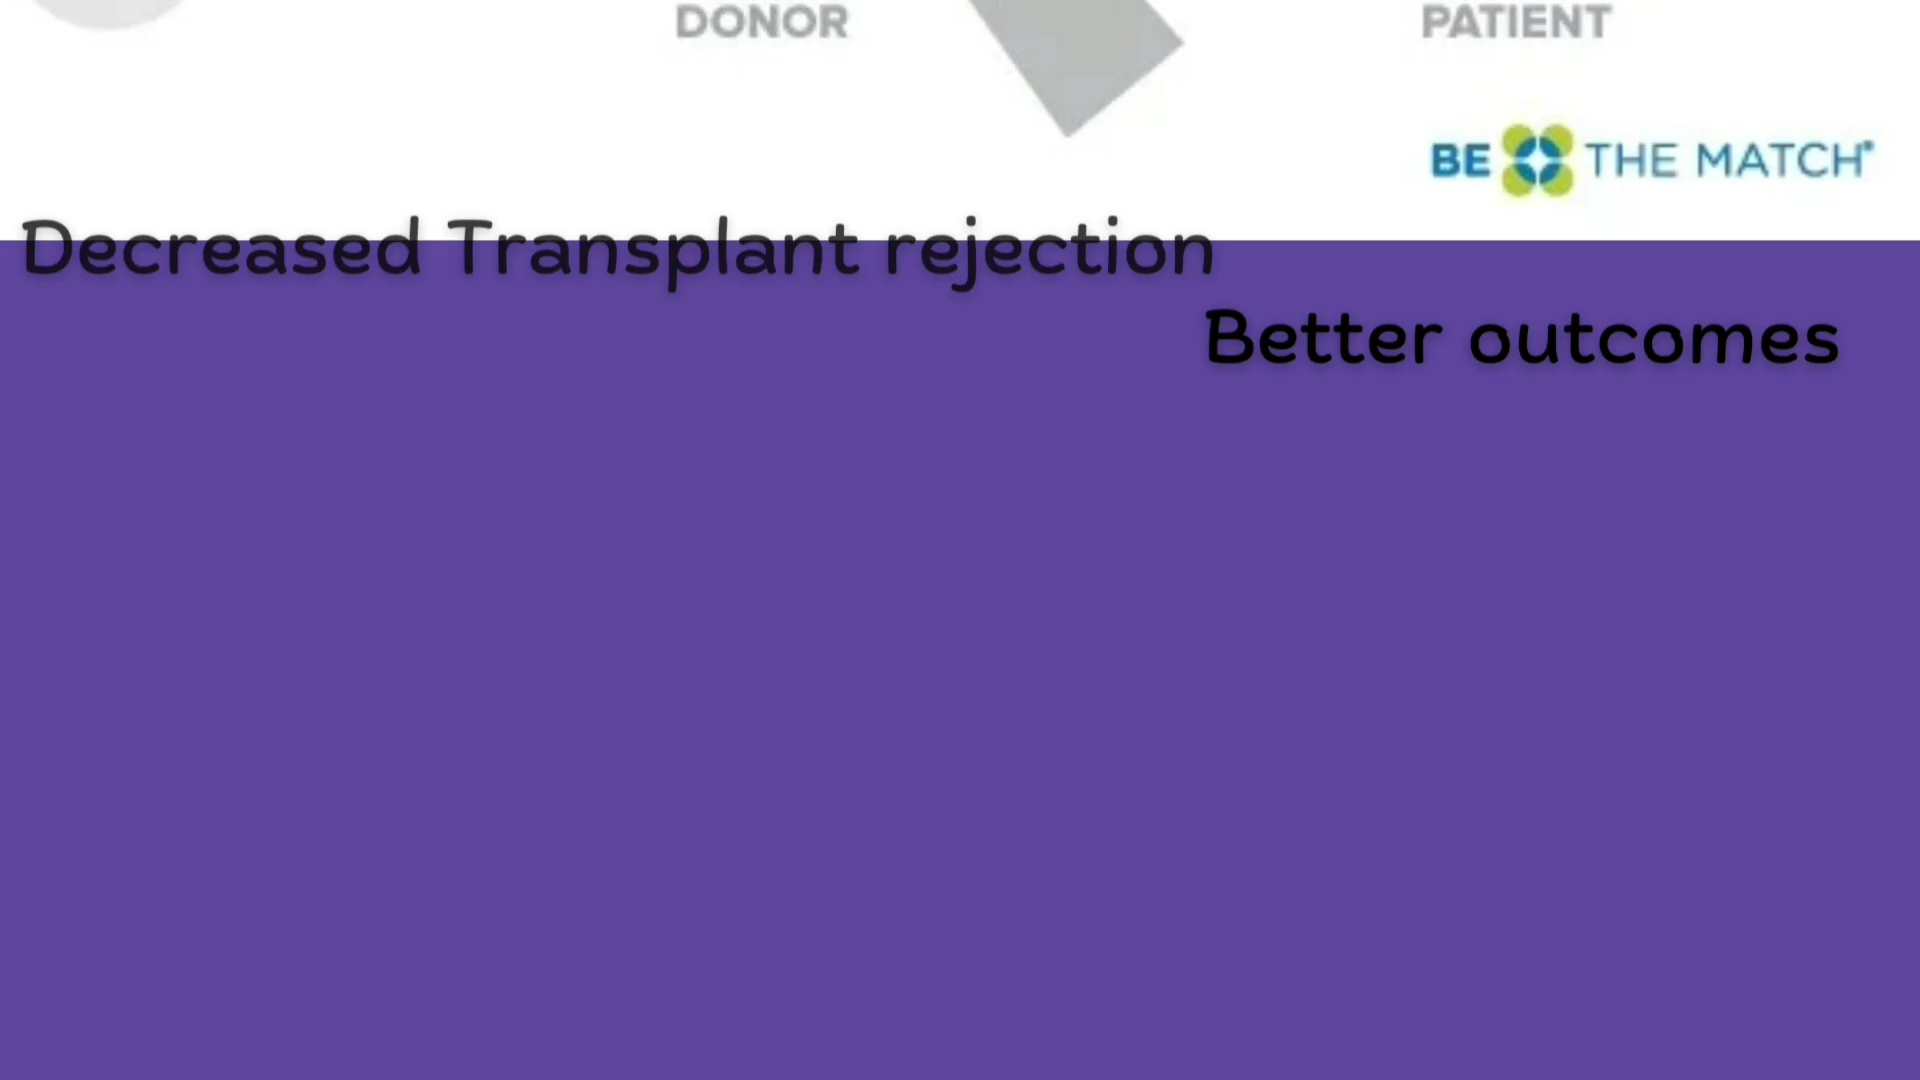 DONOR PATIENT
BE THE MATCH®
Decreased Transplant rejection
Better outcomes